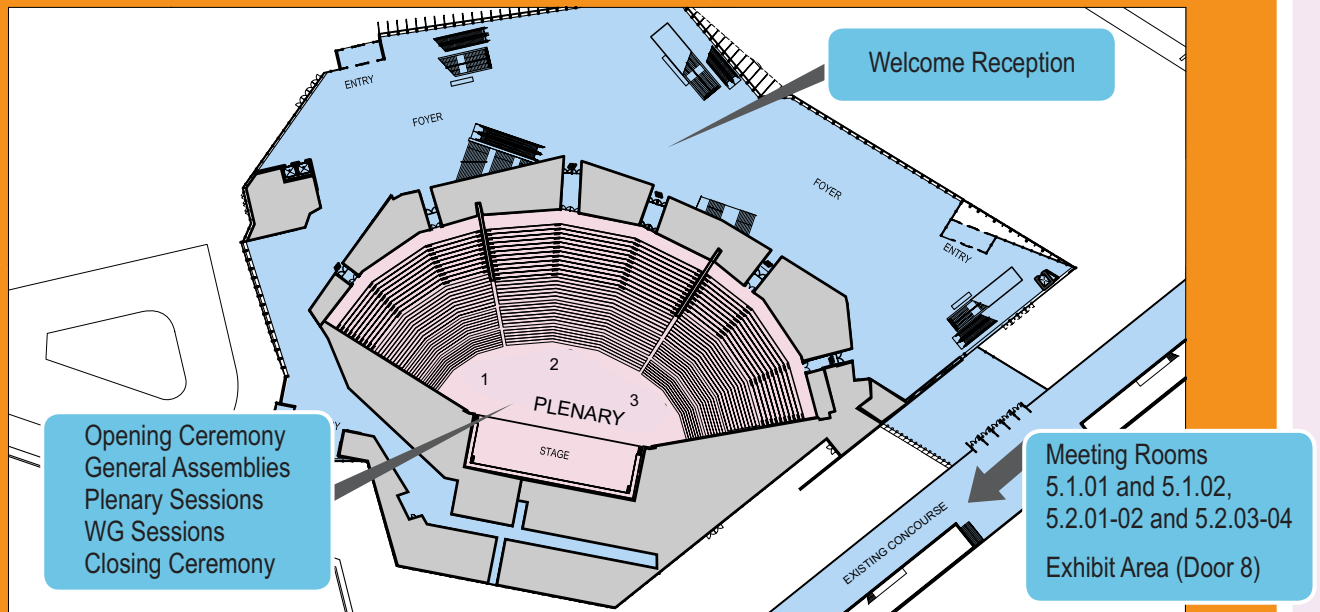 Welcome Reception
ENTRY
FOYER
FOYER
ENTRY
1
2
3
PLENARY
STAGE
Opening Ceremony
General Assemblies
Plenary Sessions
WG Sessions
Closing Ceremony
Meeting Rooms
5.1.01 and 5.1.02,
5.2.01-02 and 5.2.03-04
Exhibit Area (Door 8)
EXISTING CONCOURSE